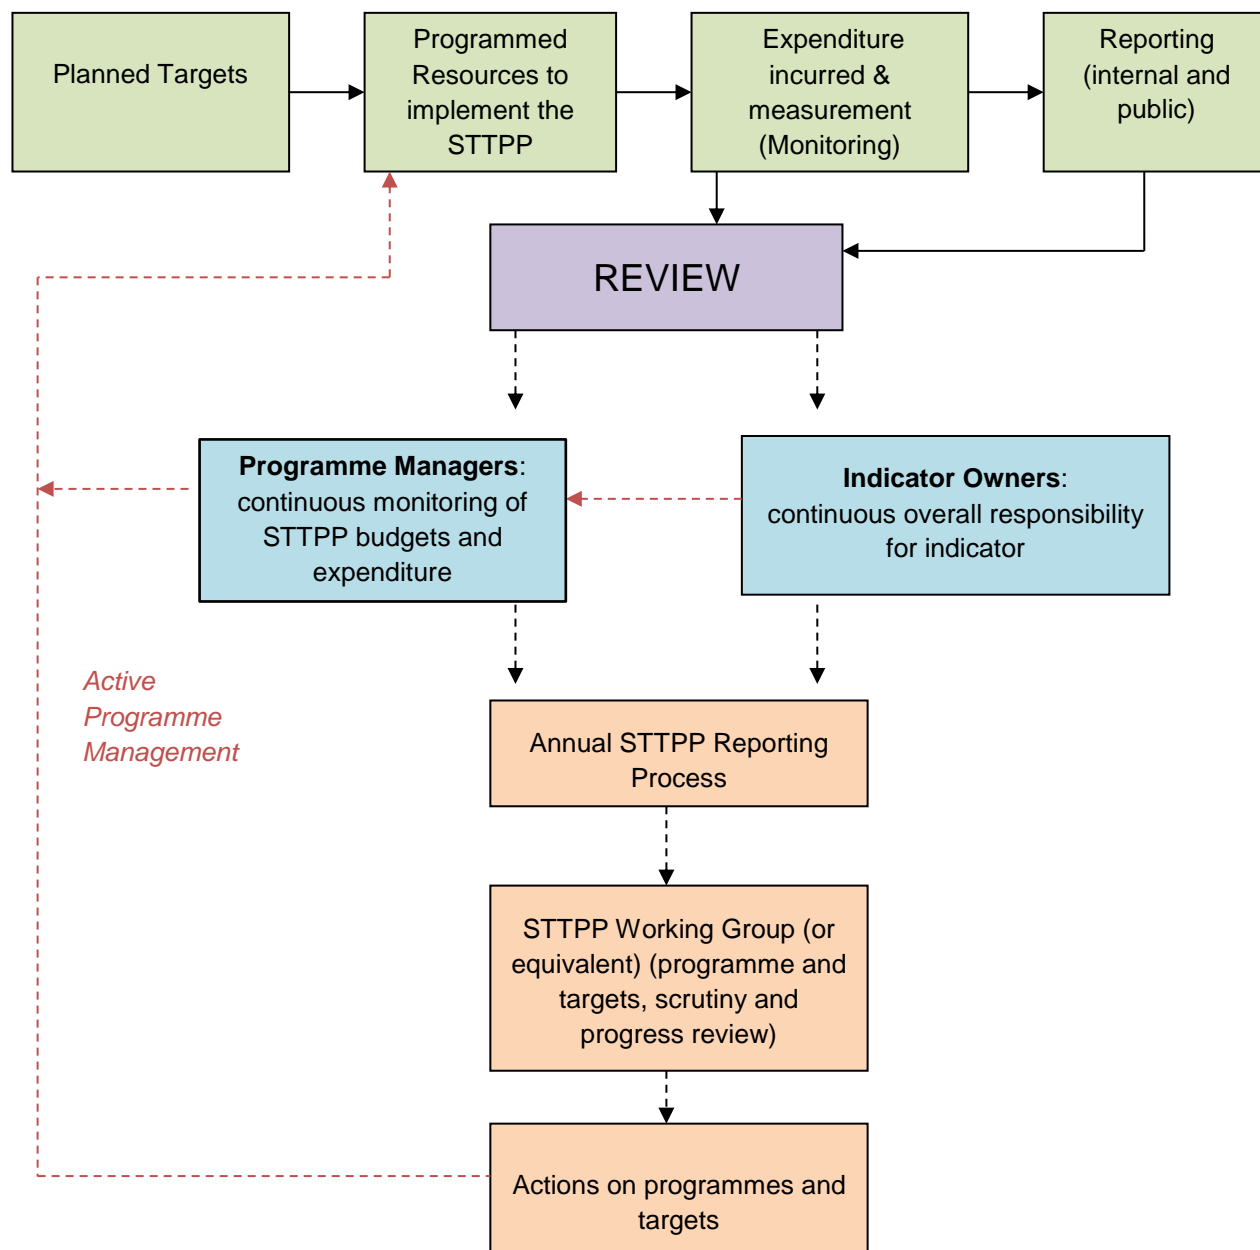 Planned Targets
Programmed
Resources to
implement the
STTPP
Expenditure
incurred &
measurement
(Monitoring)
Reporting
(internal and
public)
REVIEW
Programme Managers:
continuous monitoring of
STTPP budgets and
expenditure
Indicator Owners:
continuous overall responsibility
for indicator
Active
Programme
Management
Annual STTPP Reporting
Process
STTPP Working Group (or
equivalent) (programme and
targets, scrutiny and
progress review)
Actions on programmes and
targets